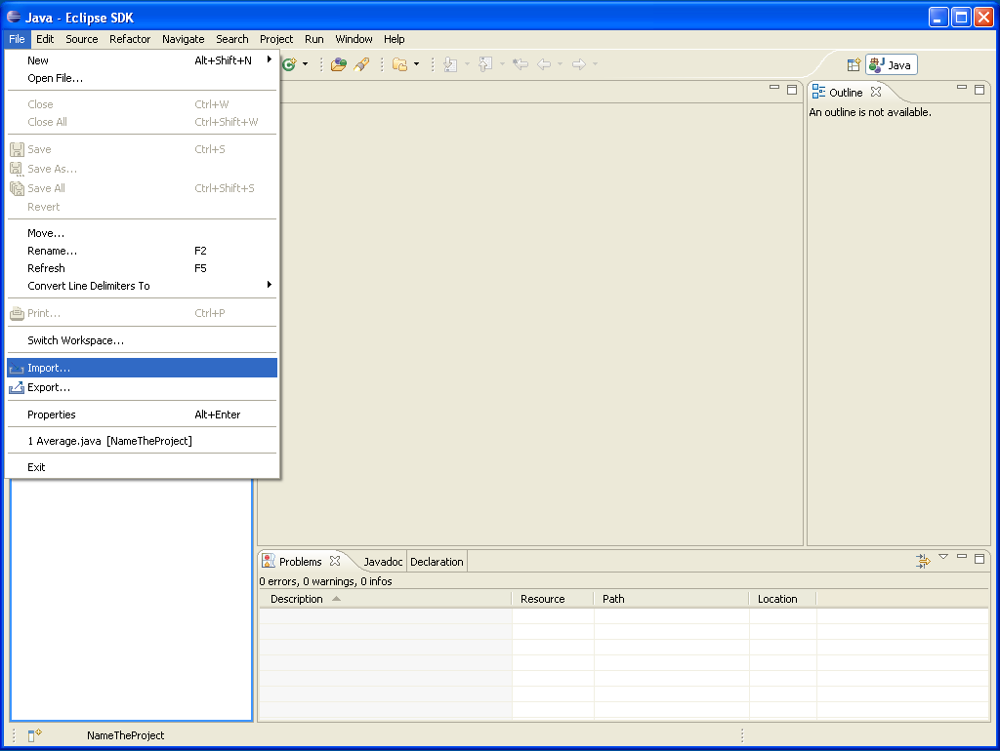 Java - Eclipse SDK
File Edit Source Refactor Navigate Search Project Run Window Help
New Alt+Shift+N
Open File...
Close Ctrl+W
Close All Ctrl+Shift+W
Save Ctrl+S
Save As...
Save All Ctrl+Shift+S
Revert
Move...
Rename... F2
Refresh F5
Convert Line Delimiters To
Print... Ctrl+P
Switch Workspace...
Import...
Export...
Properties Alt+Enter
1 Average.java [NameTheProject]
Exit
Java
Outline
An outline is not available.
Problems Javadoc Declaration
0 errors, 0 warnings, 0 infos
Description Resource Path Location
NameTheProject